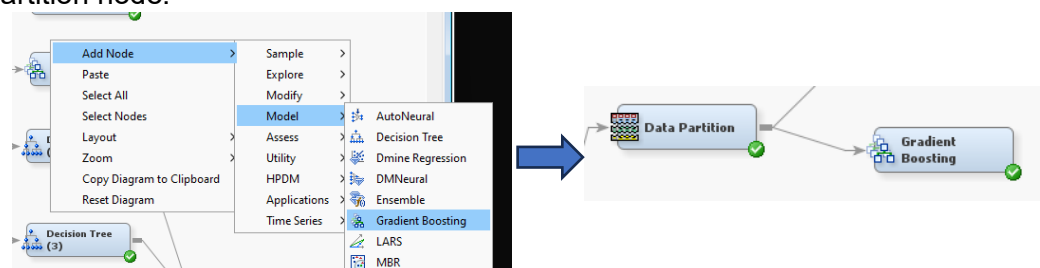 artition node.
Add Node
Paste
Select All
Select Nodes
Layout
Zoom
Copy Diagram to Clipboard
Reset Diagram
Sample
Explore
Modify
Model
Assess
Utility
HPDM
Applications
Time Series
AutoNeural
Decision Tree
Dmine Regression
DMNeural
Ensemble
Gradient Boosting
LARS
MBR
Decision Tree
(3)
Data Partition
Gradient
Boosting